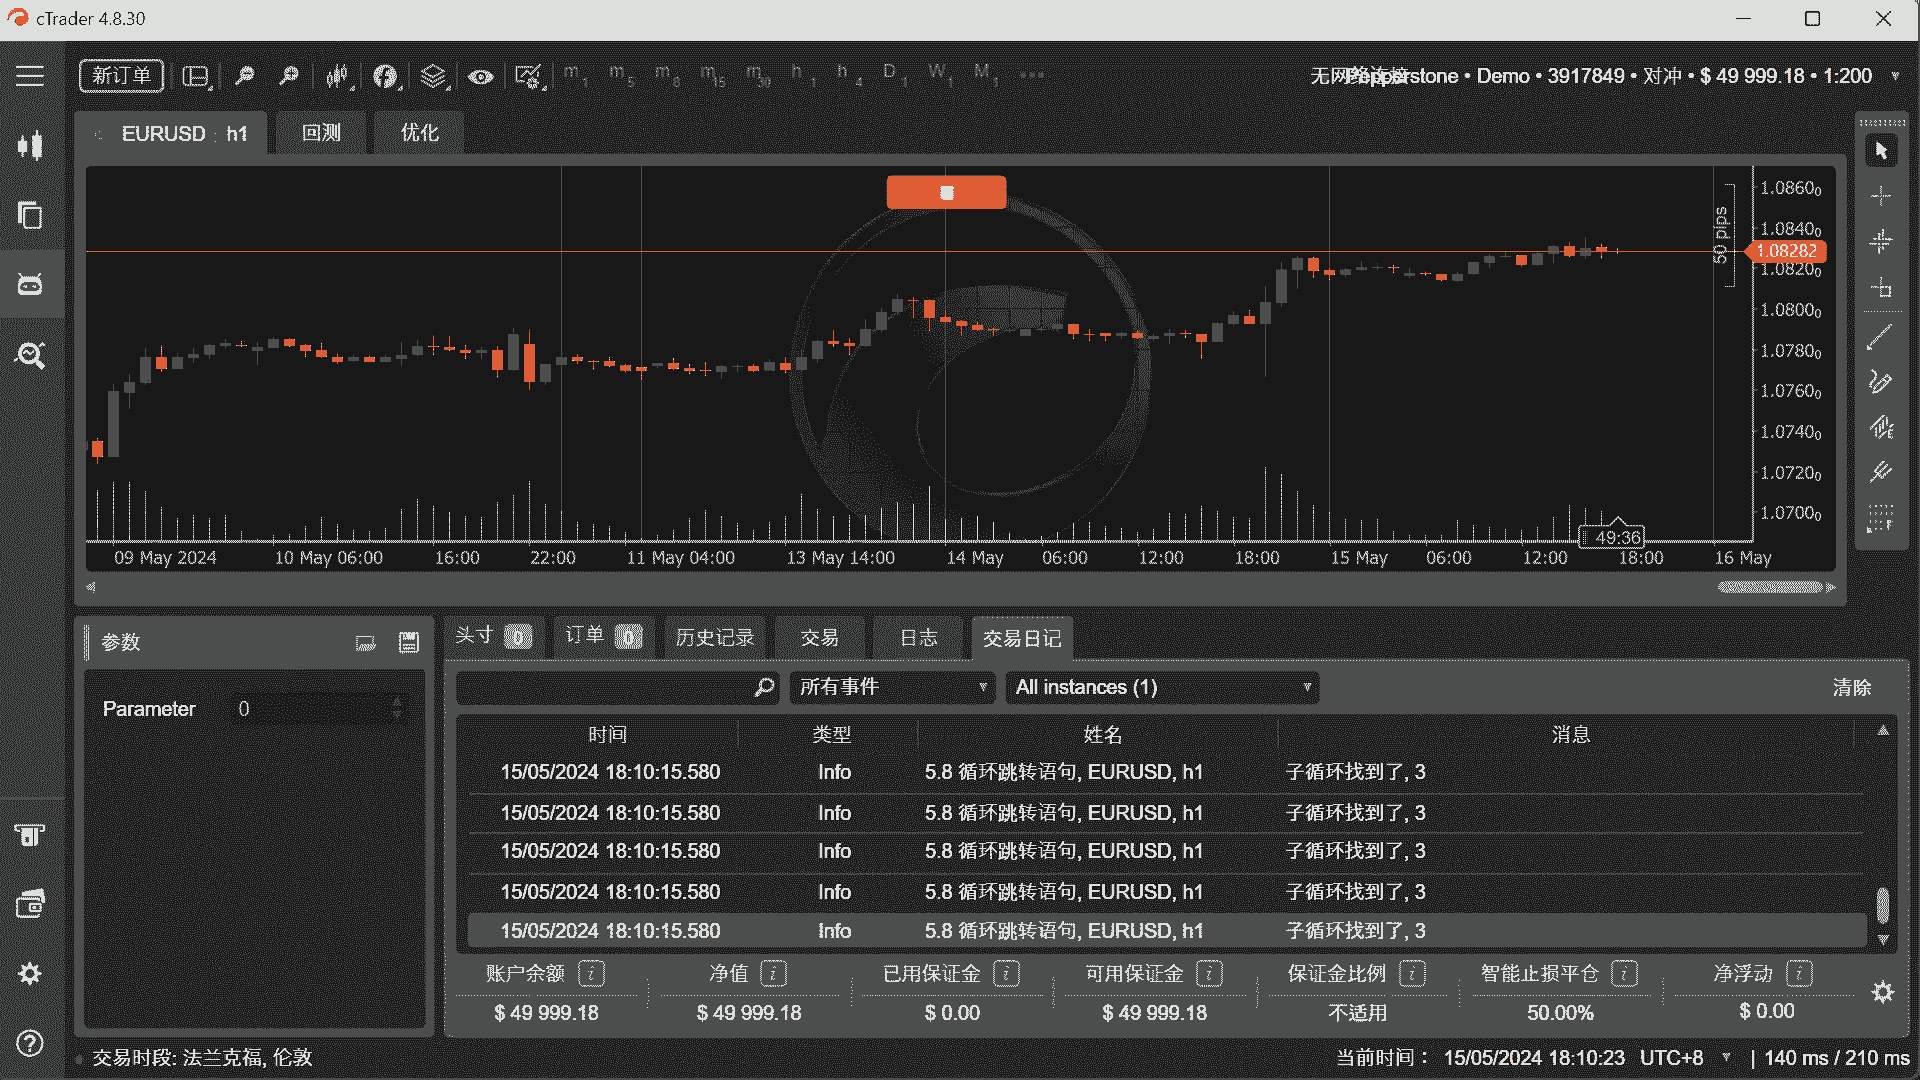 cTrader 4.8.30
新订单 m1 m5 m m15 m30 h1 h4 D1 W1 M1 Pepperstone • Demo • 3917849 • 对冲 • $ 49 999.18 • 1:200
EURUSD h1 回测 优化
50 pips
1.08600
1.08400
1.08282
1.08200
1.08000
1.07800
1.07600
1.07400
1.07200
1.07000
49:36
09 May 2024 10 May 06:00 16:00 22:00 11 May 04:00 13 May 14:00 14 May 06:00 12:00 18:00 15 May 06:00 12:00 18:00 16 May
参数
Parameter 0
头寸 0 订单 0 历史记录 交易 日志 交易日记
所有事件 All instances (1) 清除
时间 类型 姓名 消息
15/05/2024 18:10:15.580 Info 5.8 循环跳转语句, EURUSD, h1 子循环找到了, 3
15/05/2024 18:10:15.580 Info 5.8 循环跳转语句, EURUSD, h1 子循环找到了, 3
15/05/2024 18:10:15.580 Info 5.8 循环跳转语句, EURUSD, h1 子循环找到了, 3
15/05/2024 18:10:15.580 Info 5.8 循环跳转语句, EURUSD, h1 子循环找到了, 3
15/05/2024 18:10:15.580 Info 5.8 循环跳转语句, EURUSD, h1 子循环找到了, 3
账户余额 i 净值 i 已用保证金 i 可用保证金 i 保证金比例 i 智能止损平仓 i 净浮动 i
$ 49 999.18 $ 49 999.18 $ 0.00 $ 49 999.18 不适用 50.00% $ 0.00
交易时段: 法兰克福, 伦敦 当前时间： 15/05/2024 18:10:23 UTC+8 | 140 ms / 210 ms